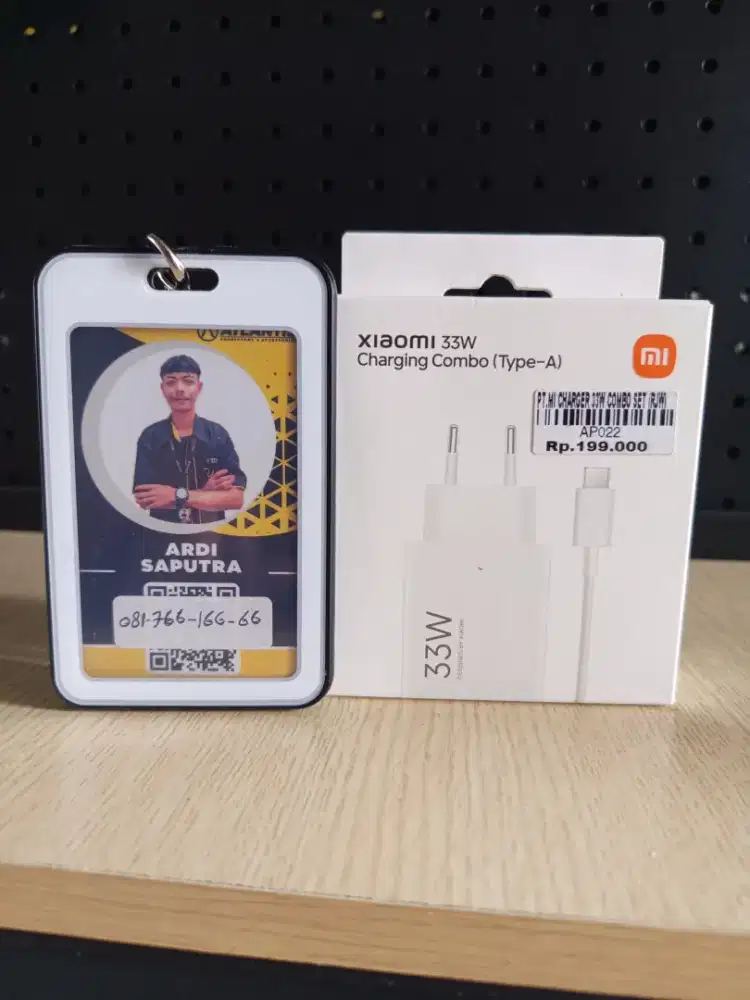 ATLANTIS
ARDI
SAPUTRA
081-766-166-66
xiaomi 33W
Charging Combo (Type-A)
mi
PT.MI CHARGER 33W COMBO SET (RJW)
AP022
Rp.199.000
33W